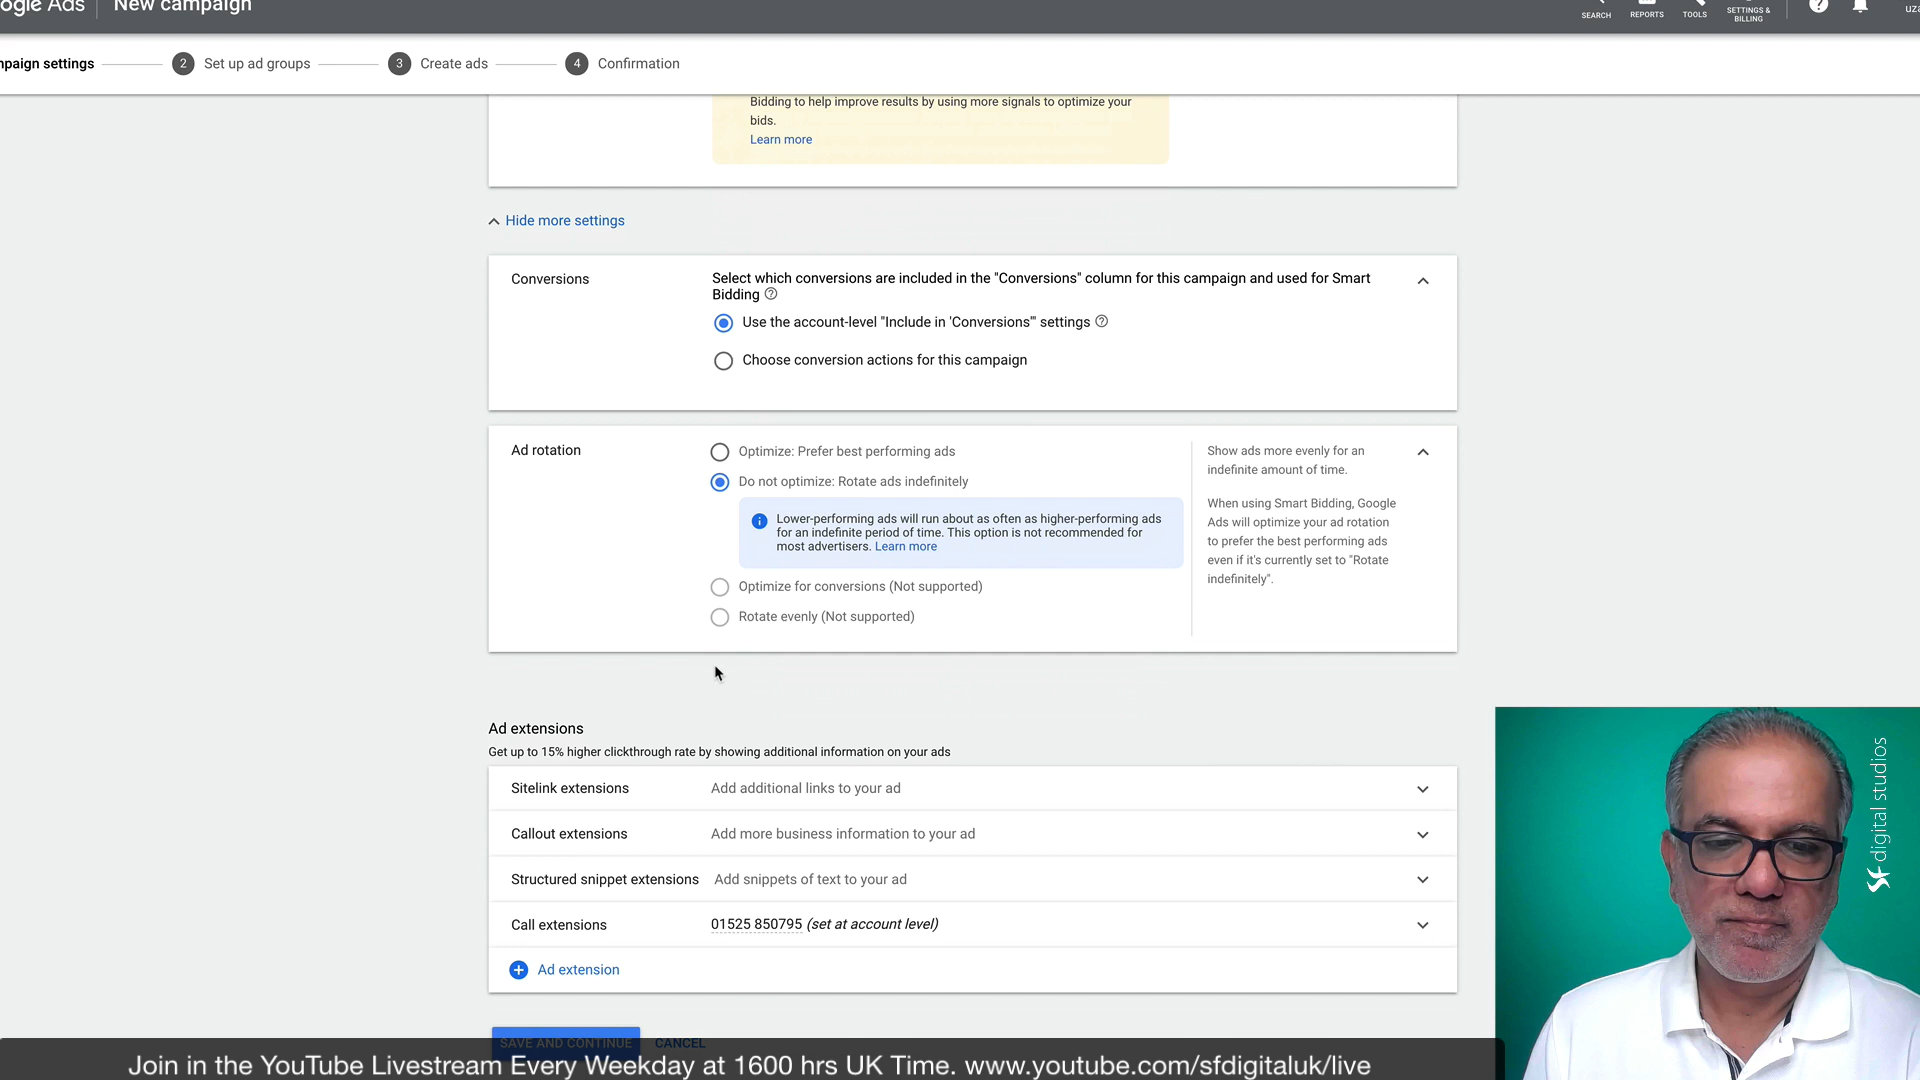 ogle Ads New campaign
SEARCH REPORTS TOOLS SETTINGS & BILLING uza
mpaign settings 2 Set up ad groups 3 Create ads 4 Confirmation
Bidding to help improve results by using more signals to optimize your
bids.
Learn more
Hide more settings
Conversions
Select which conversions are included in the "Conversions" column for this campaign and used for Smart
Bidding
Use the account-level "Include in 'Conversions'" settings
Choose conversion actions for this campaign
Ad rotation
Optimize: Prefer best performing ads
Do not optimize: Rotate ads indefinitely
Lower-performing ads will run about as often as higher-performing ads
for an indefinite period of time. This option is not recommended for
most advertisers. Learn more
Optimize for conversions (Not supported)
Rotate evenly (Not supported)
Show ads more evenly for an
indefinite amount of time.
When using Smart Bidding, Google
Ads will optimize your ad rotation
to prefer the best performing ads
even if it's currently set to "Rotate
indefinitely".
Ad extensions
Get up to 15% higher clickthrough rate by showing additional information on your ads
Sitelink extensions Add additional links to your ad
Callout extensions Add more business information to your ad
Structured snippet extensions Add snippets of text to your ad
Call extensions 01525 850795 (set at account level)
Ad extension
SAVE AND CONTINUE CANCEL
digital studios
Join in the YouTube Livestream Every Weekday at 1600 hrs UK Time. www.youtube.com/sfdigitaluk/live